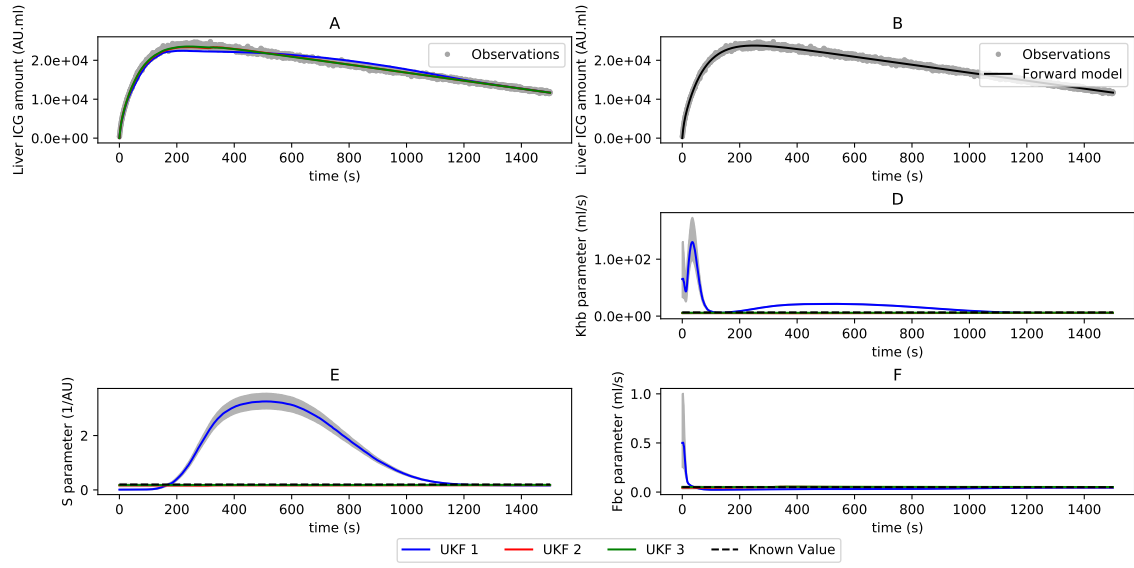 A
Liver ICG amount (AU.ml)
2.0e+04
1.0e+04
0.0e+00
Observations
0 200 400 600 800 1000 1200 1400
time (s)
B
Liver ICG amount (AU.ml)
2.0e+04
1.0e+04
0.0e+00
Observations
Forward model
0 200 400 600 800 1000 1200 1400
time (s)
D
Khb parameter (ml/s)
1.0e+02
0.0e+00
0 200 400 600 800 1000 1200 1400
time (s)
E
S parameter (1/AU)
2
0
0 200 400 600 800 1000 1200 1400
time (s)
F
Fbc parameter (ml/s)
1.0
0.5
0.0
0 200 400 600 800 1000 1200 1400
time (s)
UKF 1 UKF 2 UKF 3 Known Value